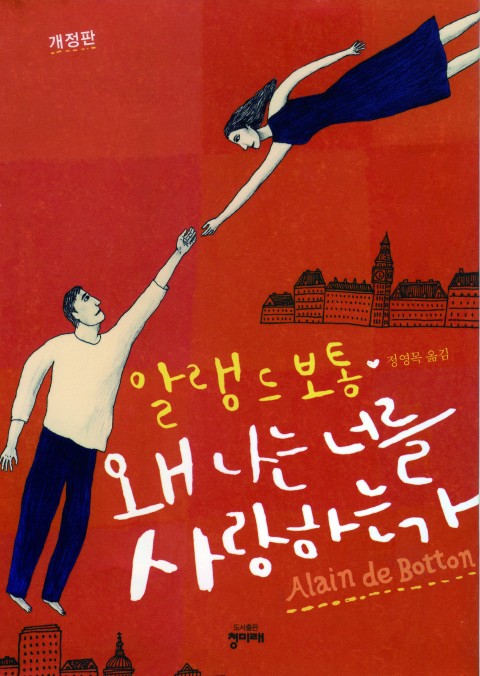 개정판
알랭 드 보통
정영목 옮김
왜 나는 너를
사랑하는가
Alain de Botton
도서출판
청미래